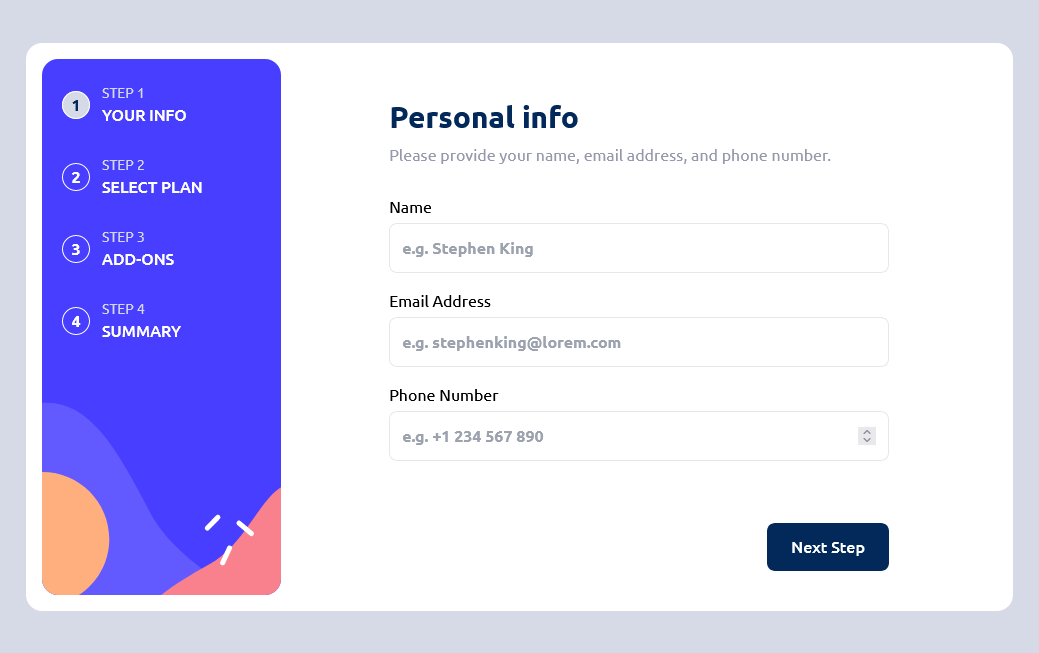 1
STEP 1
YOUR INFO
2
STEP 2
SELECT PLAN
3
STEP 3
ADD-ONS
4
STEP 4
SUMMARY
Personal info
Please provide your name, email address, and phone number.
Name
e.g. Stephen King
Email Address
e.g. stephenking@lorem.com
Phone Number
e.g. +1 234 567 890
Next Step